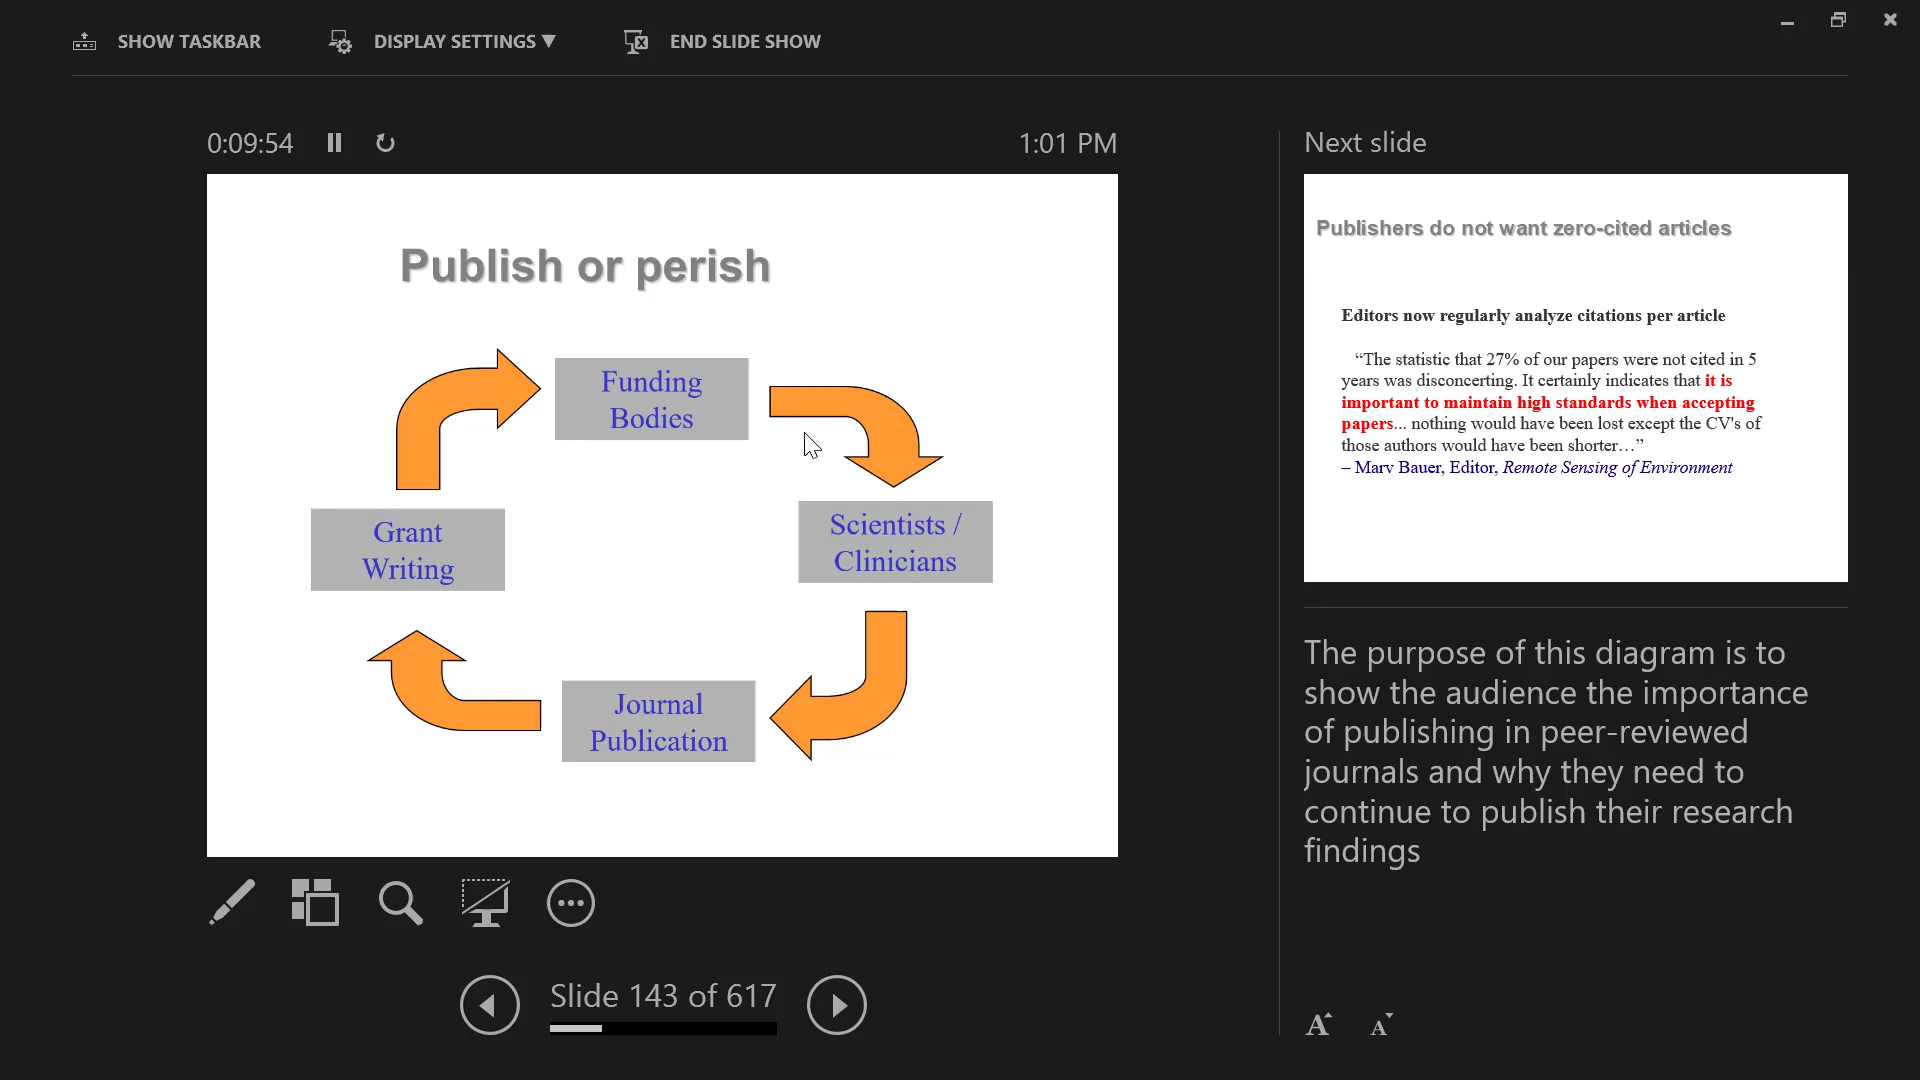 SHOW TASKBAR
DISPLAY SETTINGS ▼
END SLIDE SHOW
0:09:54
1:01 PM
Publish or perish
Funding
Bodies
Scientists /
Clinicians
Grant
Writing
Journal
Publication
Slide 143 of 617
Next slide
Publishers do not want zero-cited articles
Editors now regularly analyze citations per article
“The statistic that 27% of our papers were not cited in 5
years was disconcerting. It certainly indicates that it is
important to maintain high standards when accepting
papers... nothing would have been lost except the CV's of
those authors would have been shorter…”
– Marv Bauer, Editor, Remote Sensing of Environment
The purpose of this diagram is to
show the audience the importance
of publishing in peer-reviewed
journals and why they need to
continue to publish their research
findings
A A